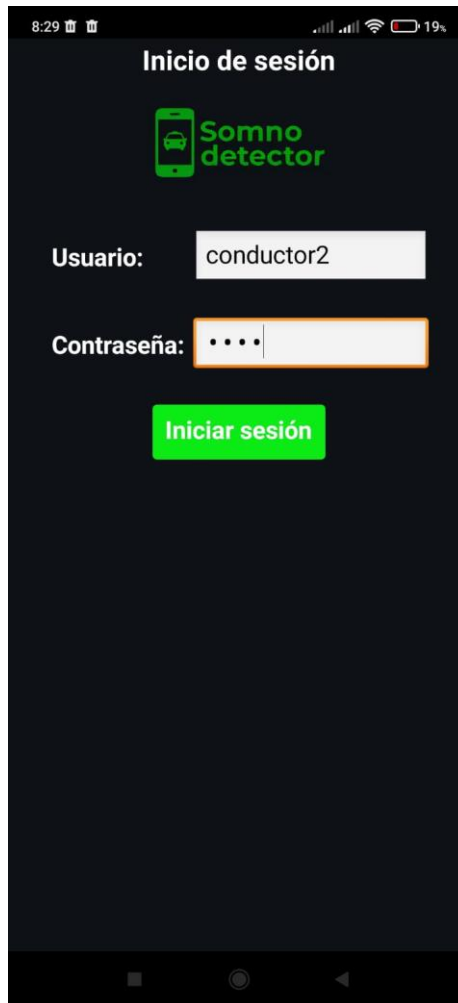 8:29 19%
Inicio de sesión
Somno
detector
Usuario: conductor2
Contraseña: ••••
Iniciar sesión